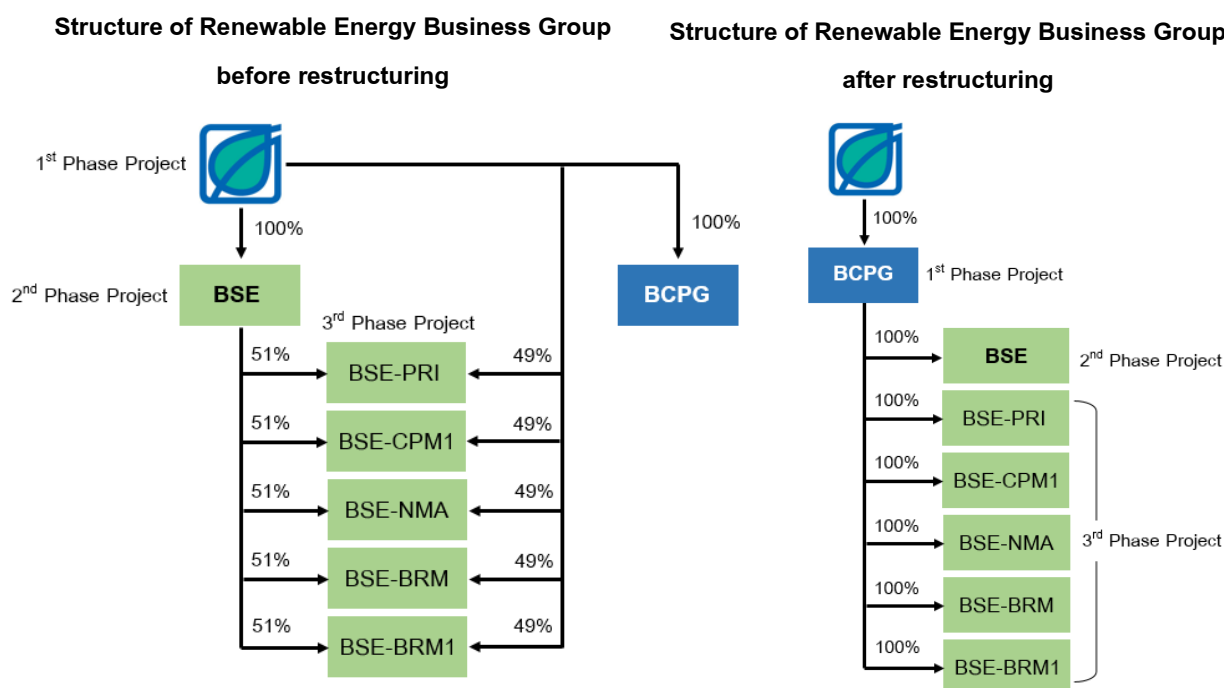 Structure of Renewable Energy Business Group
before restructuring
1st Phase Project
100%
100%
BSE
BCPG
2nd Phase Project
3rd Phase Project
51%
BSE-PRI
49%
51%
BSE-CPM1
49%
51%
BSE-NMA
49%
51%
BSE-BRM
49%
51%
BSE-BRM1
49%
Structure of Renewable Energy Business Group
after restructuring
100%
BCPG
1st Phase Project
100%
BSE
2nd Phase Project
100%
BSE-PRI
100%
BSE-CPM1
100%
BSE-NMA
3rd Phase Project
100%
BSE-BRM
100%
BSE-BRM1